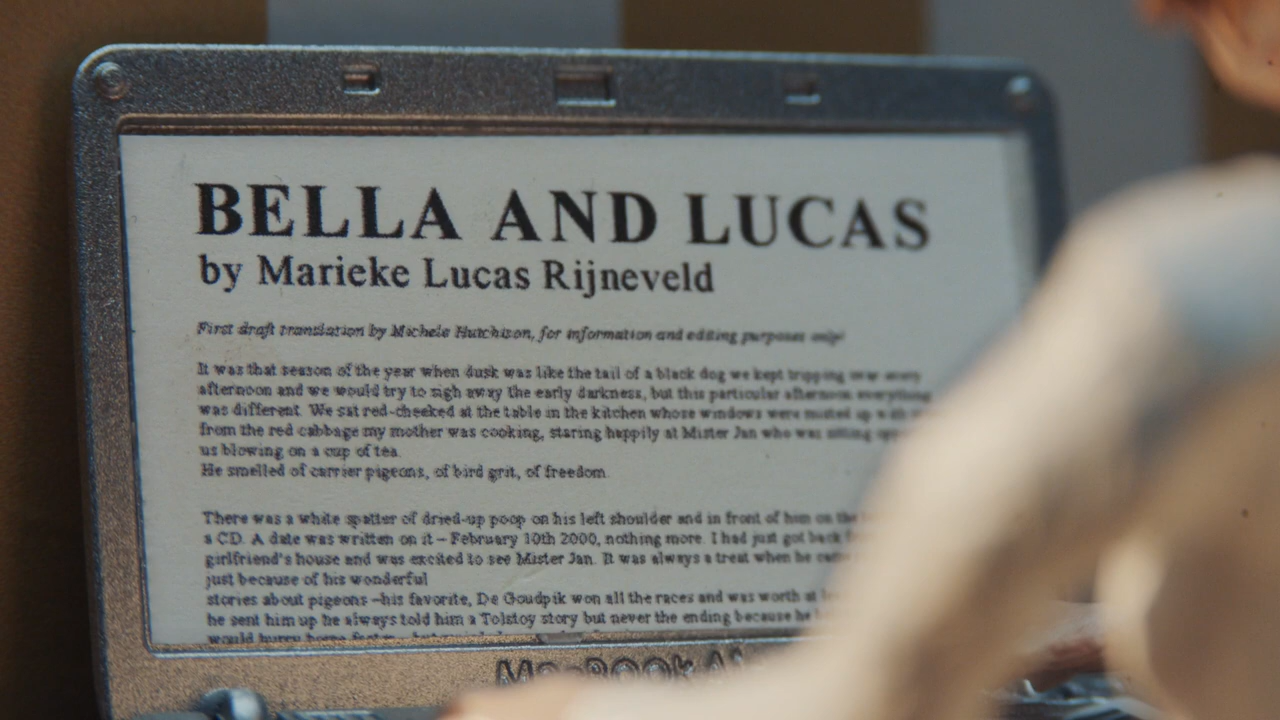 BELLA AND LUCAS
by Marieke Lucas Rijneveld
First draft translation by Michele Hutchison, for information and editing purposes only!
It was that season of the year when dusk was like the tail of a black dog we kept tripping over every
afternoon and we would try to sigh away the early darkness, but this particular afternoon everything
was different. We sat red-cheeked at the table in the kitchen whose windows were misted up with
from the red cabbage my mother was cooking, staring happily at Mister Jan who was sitting
us blowing on a cup of tea.
He smelled of carrier pigeons, of bird grit, of freedom.
There was a white spatter of dried-up poop on his left shoulder and in front of him on the
a CD. A date was written on it – February 10th 2000, nothing more. I had just got back
girlfriend's house and was excited to see Mister Jan. It was always a treat when he
just because of his wonderful
stories about pigeons –his favorite, De Goudpik won all the races and was worth
he sent him up he always told him a Tolstoy story but never the ending because he
would hurry home faster
MacBOOK